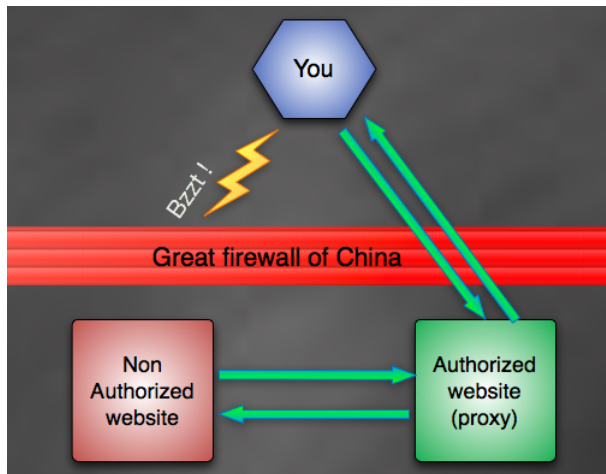 You
Bzzt !
Great firewall of China
Non
Authorized
website
Authorized
website
(proxy)